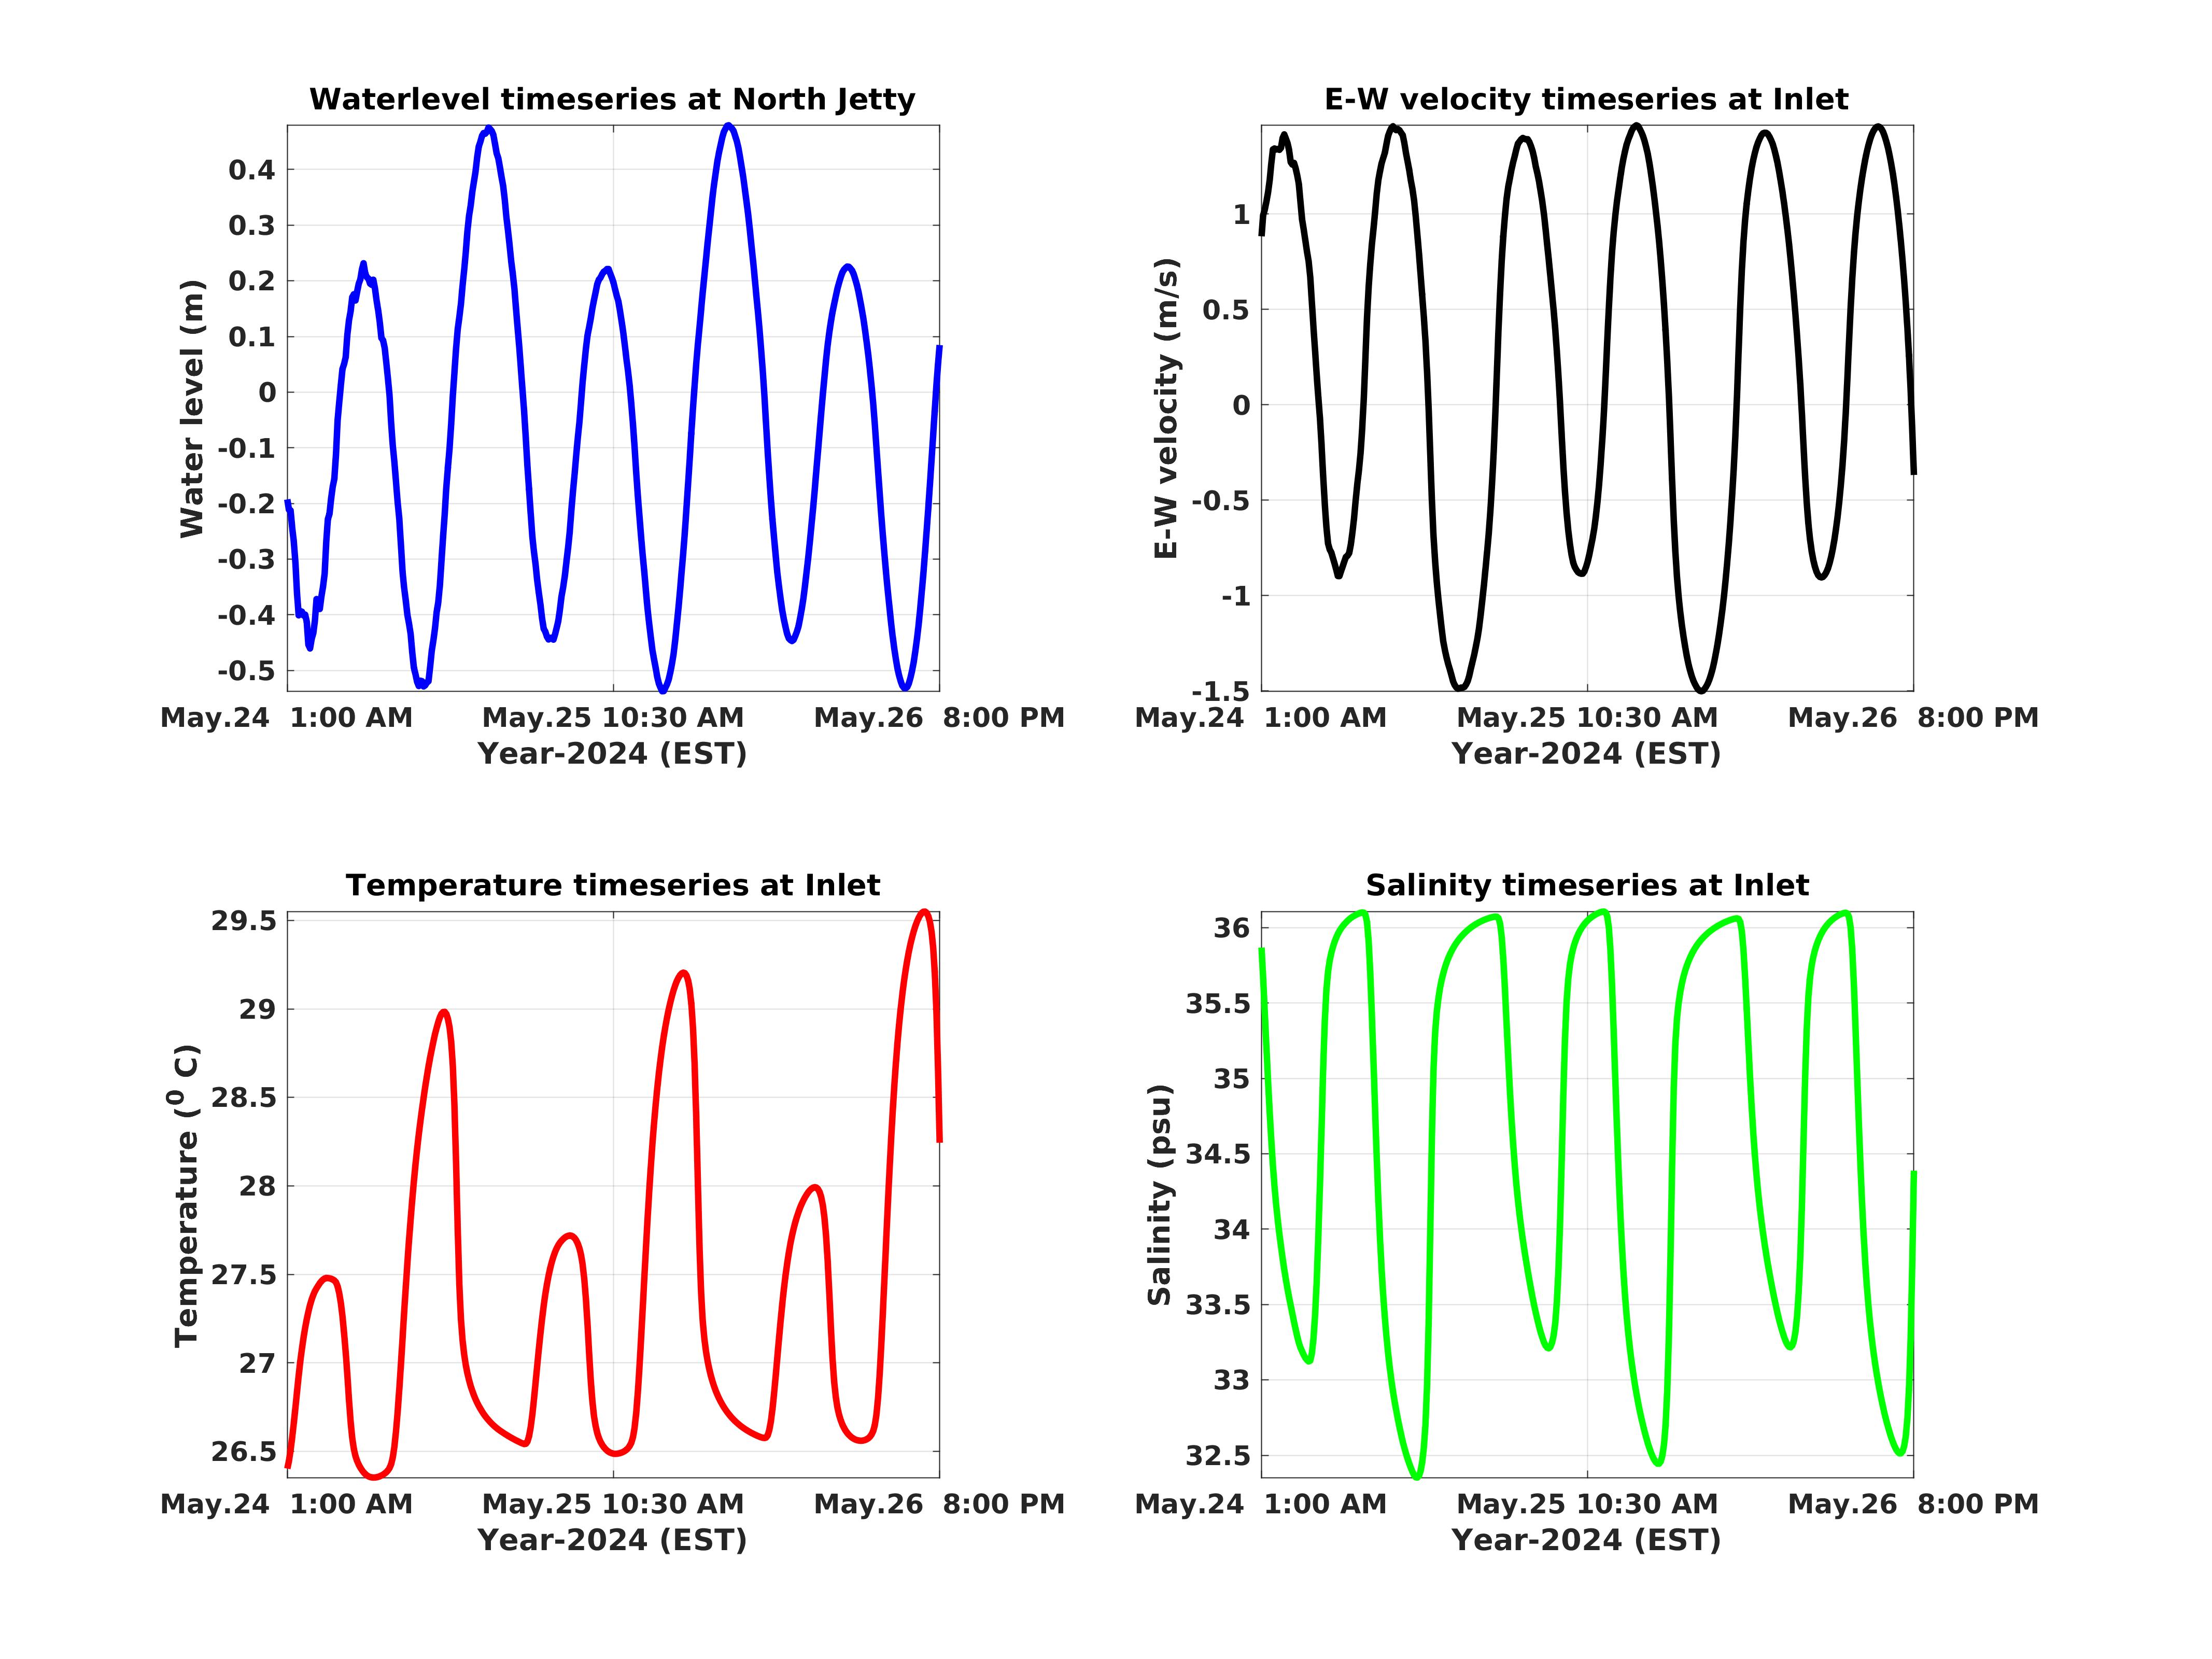 Waterlevel timeseries at North Jetty
0.4
0.3
0.2
0.1
0
-0.1
-0.2
-0.3
-0.4
-0.5
Water level (m)
May.24 1:00 AM May.25 10:30 AM May.26 8:00 PM
Year-2024 (EST)
E-W velocity timeseries at Inlet
1
0.5
0
-0.5
-1
-1.5
E-W velocity (m/s)
May.24 1:00 AM May.25 10:30 AM May.26 8:00 PM
Year-2024 (EST)
Temperature timeseries at Inlet
29.5
29
28.5
28
27.5
27
26.5
Temperature (⁰ C)
May.24 1:00 AM May.25 10:30 AM May.26 8:00 PM
Year-2024 (EST)
Salinity timeseries at Inlet
36
35.5
35
34.5
34
33.5
33
32.5
Salinity (psu)
May.24 1:00 AM May.25 10:30 AM May.26 8:00 PM
Year-2024 (EST)